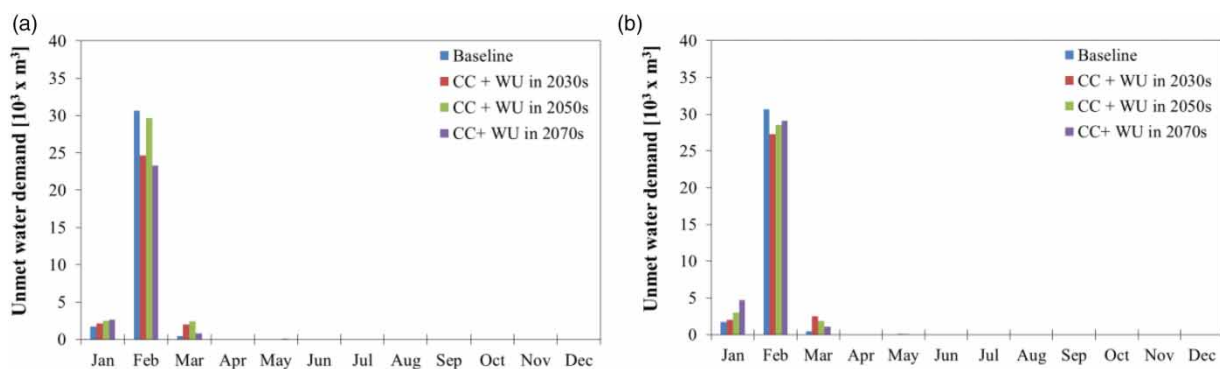 (a)
Unmet water demand [10³ x m³]
40
35
30
25
20
15
10
5
0
Baseline
CC + WU in 2030s
CC + WU in 2050s
CC+ WU in 2070s
Jan Feb Mar Apr May Jun Jul Aug Sep Oct Nov Dec
(b)
Unmet water demand [10³ x m³]
40
35
30
25
20
15
10
5
0
Baseline
CC + WU in 2030s
CC + WU in 2050s
CC+ WU in 2070s
Jan Feb Mar Apr May Jun Jul Aug Sep Oct Nov Dec